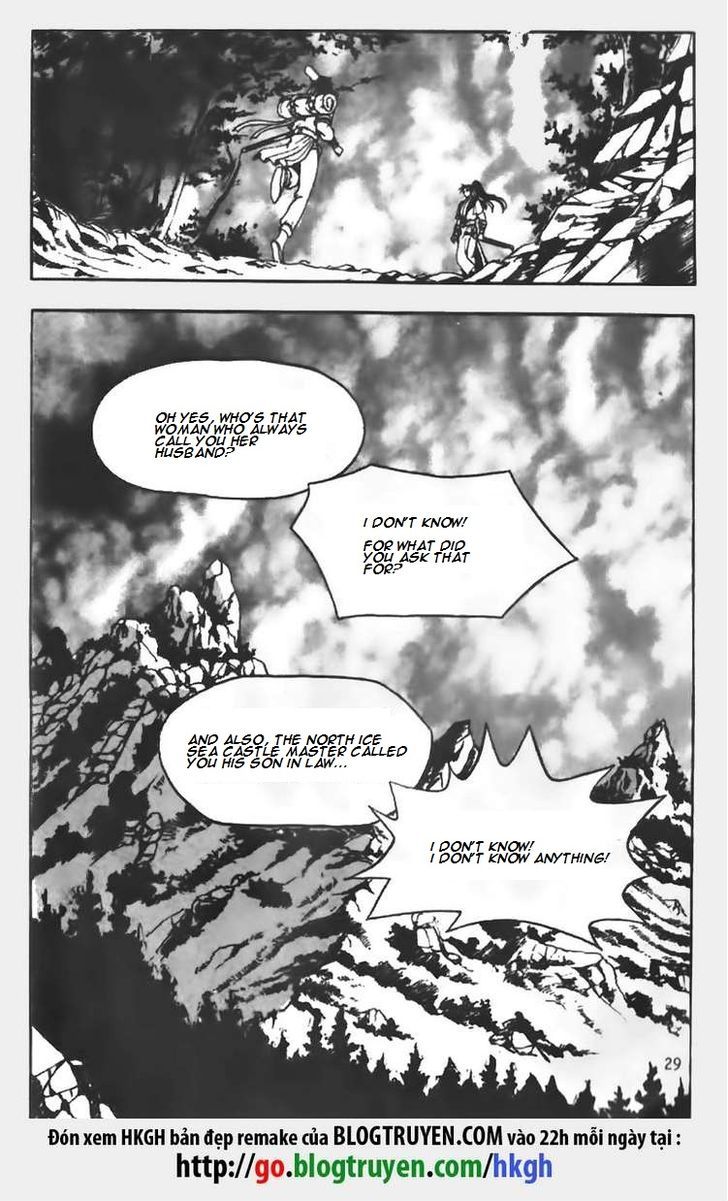 OH YES, WHO'S THAT
WOMAN WHO ALWAYS
CALL YOU HER
HUSBAND?
I DON'T KNOW!
FOR WHAT DID
YOU ASK THAT
FOR?
AND ALSO, THE NORTH ICE
SEA CASTLE MASTER CALLED
YOU HIS SON IN LAW...
I DON'T KNOW!
I DON'T KNOW ANYTHING!
29
Đón xem HKGH bản đẹp remake của BLOGTRUYEN.COM vào 22h mỗi ngày tại :
http://go.blogtruyen.com/hkgh